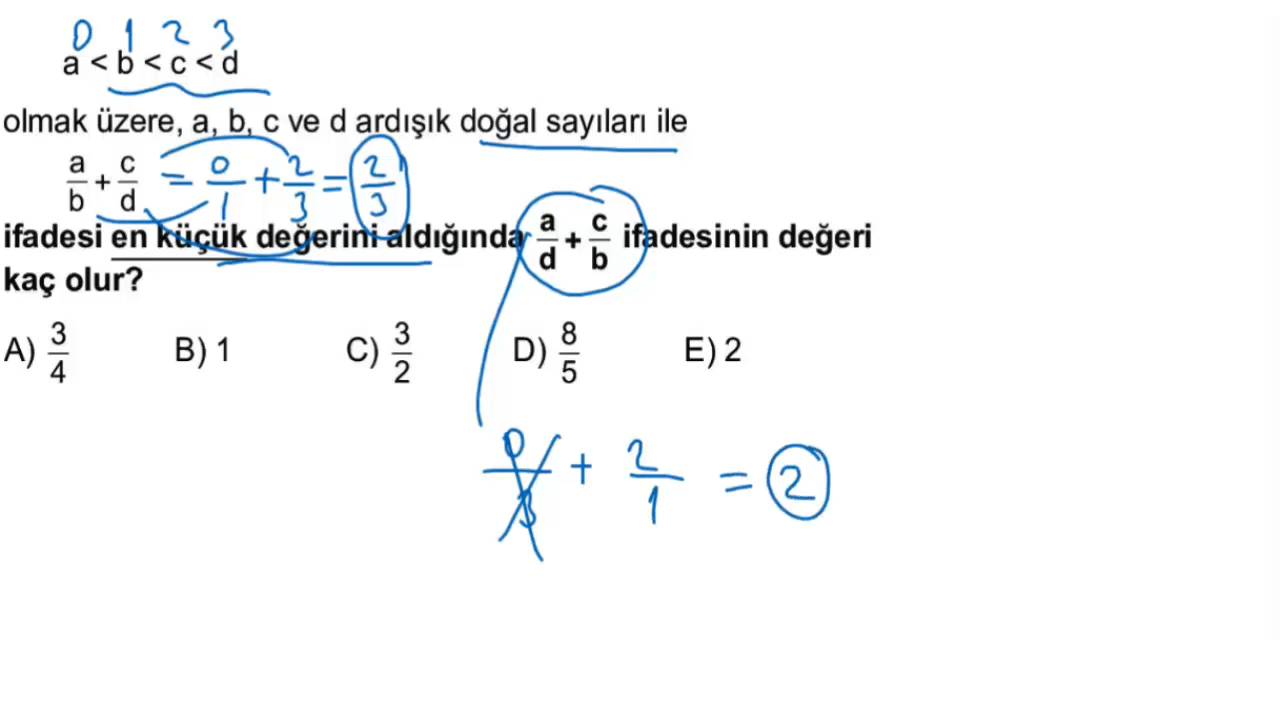 0 1 2 3
a < b < c < d
olmak üzere, a, b, c ve d ardışık doğal sayıları ile
a/b + c/d = 0/1 + 2/3 = 2/3
ifadesi en küçük değerini aldığında a/d + c/b ifadesinin değeri
kaç olur?
A) 3/4 B) 1 C) 3/2 D) 8/5 E) 2
0/3 + 2/1 = 2